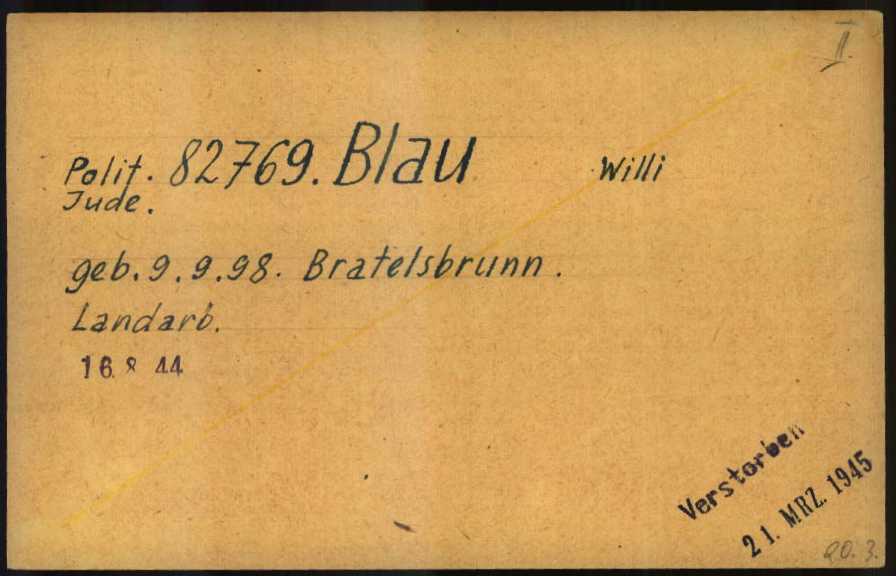 II.
Polit. 82769. Blau Willi
Jude.
geb. 9.9.98. Bratelsbrunn.
Landarb.
16. 8 44
Verstorben
21. MRZ. 1945
20.3.